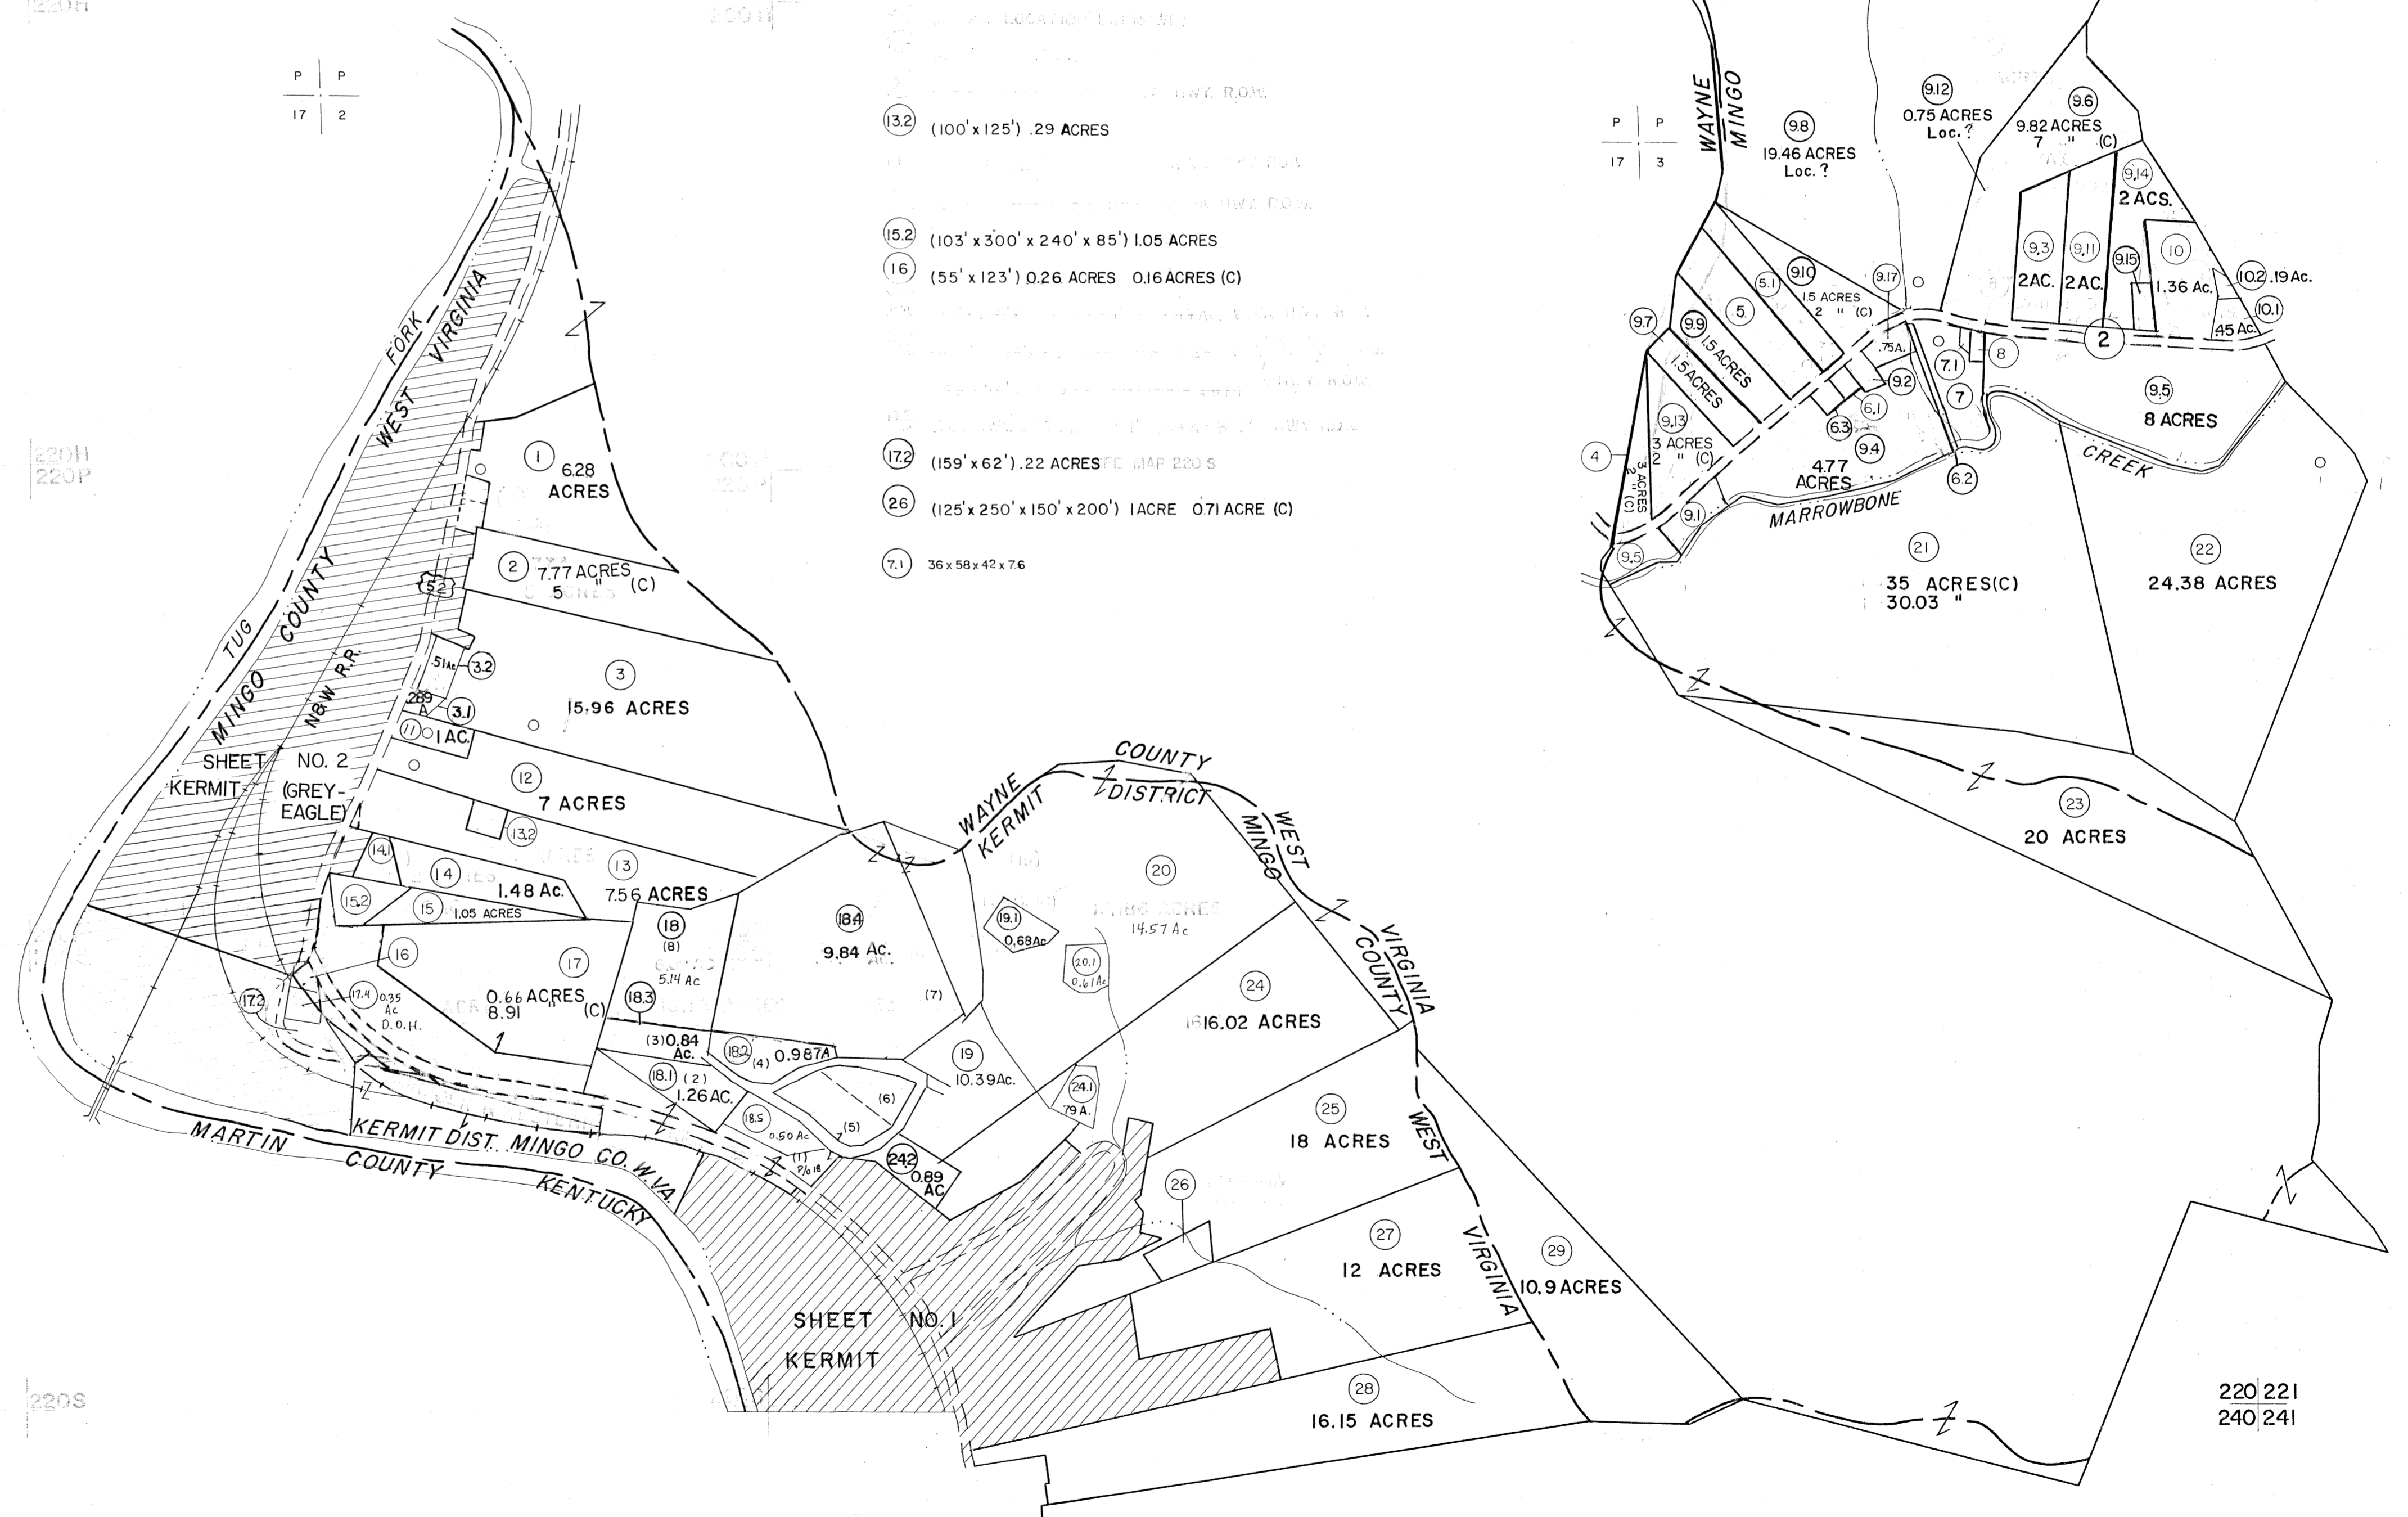 220H
P P
17 2
13.2 (100' x 125') .29 ACRES
15.2 (103' x 300' x 240' x 85') 1.05 ACRES
16 (55' x 123') 0.26 ACRES 0.16 ACRES (C)
17.2 (159' x 62') .22 ACRES SEE MAP 220 S
26 (125' x 250' x 150' x 200') 1 ACRE 0.71 ACRE (C)
7.1 36 x 58 x 42 x 7.6
220H
220P
TUG FORK
MINGO COUNTY WEST VIRGINIA
N&W R.R.
52
1
6.28
ACRES
2
7.77 ACRES
5 " (C)
3
15.96 ACRES
.51 Ac
3.2
.289
A
3.1
11
1 AC.
12
7 ACRES
13.2
13
7.56 ACRES
14.1
14
1.48 Ac.
15.2
15
1.05 ACRES
16
17
0.66 ACRES
8.91 " (C)
17.2
17.4
0.35
Ac
D.O.H.
SHEET NO. 2
KERMIT (GREY-
EAGLE)
18
(8)
5.14 Ac
18.3
18.4
9.84 Ac.
(7)
(3) 0.84
Ac.
18.2
(4)
0.987A
18.1 (2)
1.26 AC.
18.5
0.50 Ac
(1)
P/O 18
(5)
(6)
24.2
0.89
AC
19
10.39 Ac.
19.1
0.68 Ac
20
14.57 Ac
20.1
0.61 Ac
24
16.02 ACRES
24.1
.79 A.
25
18 ACRES
26
27
12 ACRES
28
16.15 ACRES
29
10.9 ACRES
WAYNE COUNTY
KERMIT DISTRICT
WEST VIRGINIA
MINGO COUNTY
WEST VIRGINIA
KERMIT DIST. MINGO CO. W. VA.
MARTIN COUNTY KENTUCKY
SHEET NO. 1
KERMIT
220S
P P
17 3
WAYNE
MINGO
9.8
19.46 ACRES
Loc. ?
9.12
0.75 ACRES
Loc. ?
9.6
9.82 ACRES
7 " (C)
9.14
2 ACS.
9.3
2AC.
9.11
2AC.
9.15
10
1.36 Ac.
10.2 .19 Ac.
10.1
.45 Ac.
2
9.10
1.5 ACRES
2 " (C)
5.1
5
9.17
.75A.
9.9
1.5 ACRES
9.7
1.5 ACRES
9.13
3 ACRES
2 " (C)
4
3 ACRES
2 " (C)
9.1
9.5
9.2
6.1
6.3
9.4
4.77
ACRES
7.1
8
7
6.2
9.5
8 ACRES
MARROWBONE CREEK
21
35 ACRES(C)
30.03 "
22
24.38 ACRES
23
20 ACRES
220 221
240 241